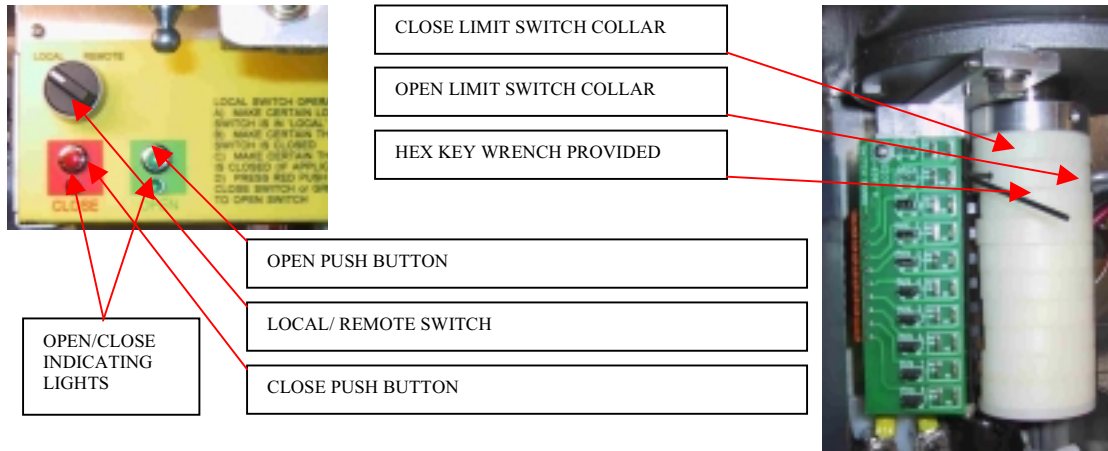 LOCAL REMOTE
LOCAL SWITCH OPERA
A) MAKE CERTAIN LO
SWITCH IS IN LOCAL
B) MAKE CERTAIN TH
SWITCH IS CLOSED
C) MAKE CERTAIN TH
IS CLOSED (IF APPLIC
D) PRESS RED PUSH
CLOSE SWITCH or GR
TO OPEN SWITCH
CLOSE OPEN
CLOSE LIMIT SWITCH COLLAR
OPEN LIMIT SWITCH COLLAR
HEX KEY WRENCH PROVIDED
OPEN PUSH BUTTON
LOCAL/ REMOTE SWITCH
CLOSE PUSH BUTTON
OPEN/CLOSE
INDICATING
LIGHTS